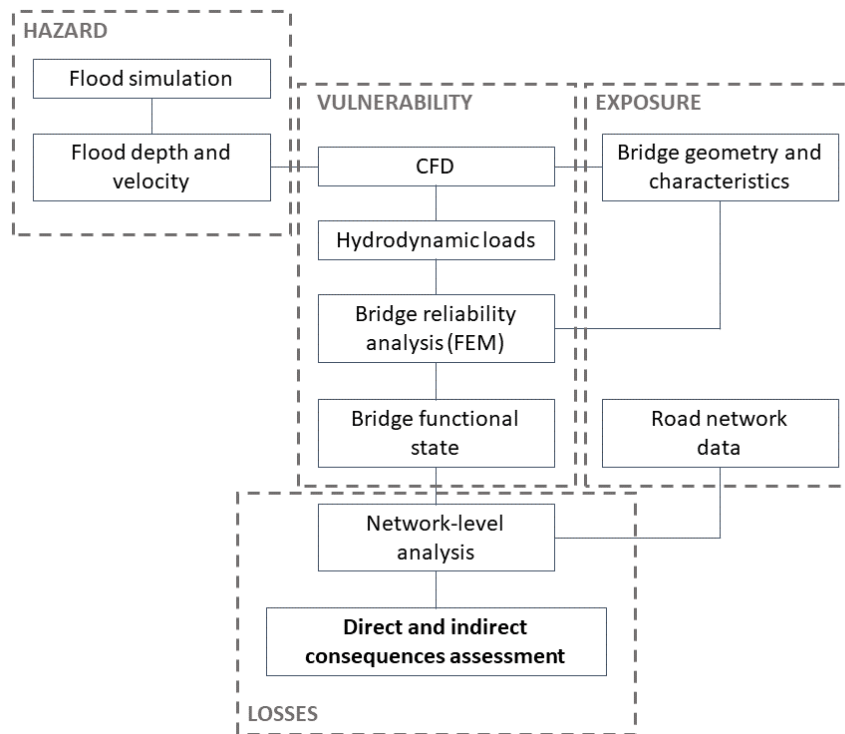 HAZARD
Flood simulation
Flood depth and
velocity
VULNERABILITY
CFD
Hydrodynamic loads
Bridge reliability
analysis (FEM)
Bridge functional
state
EXPOSURE
Bridge geometry and
characteristics
Road network
data
Network-level
analysis
Direct and indirect
consequences assessment
LOSSES